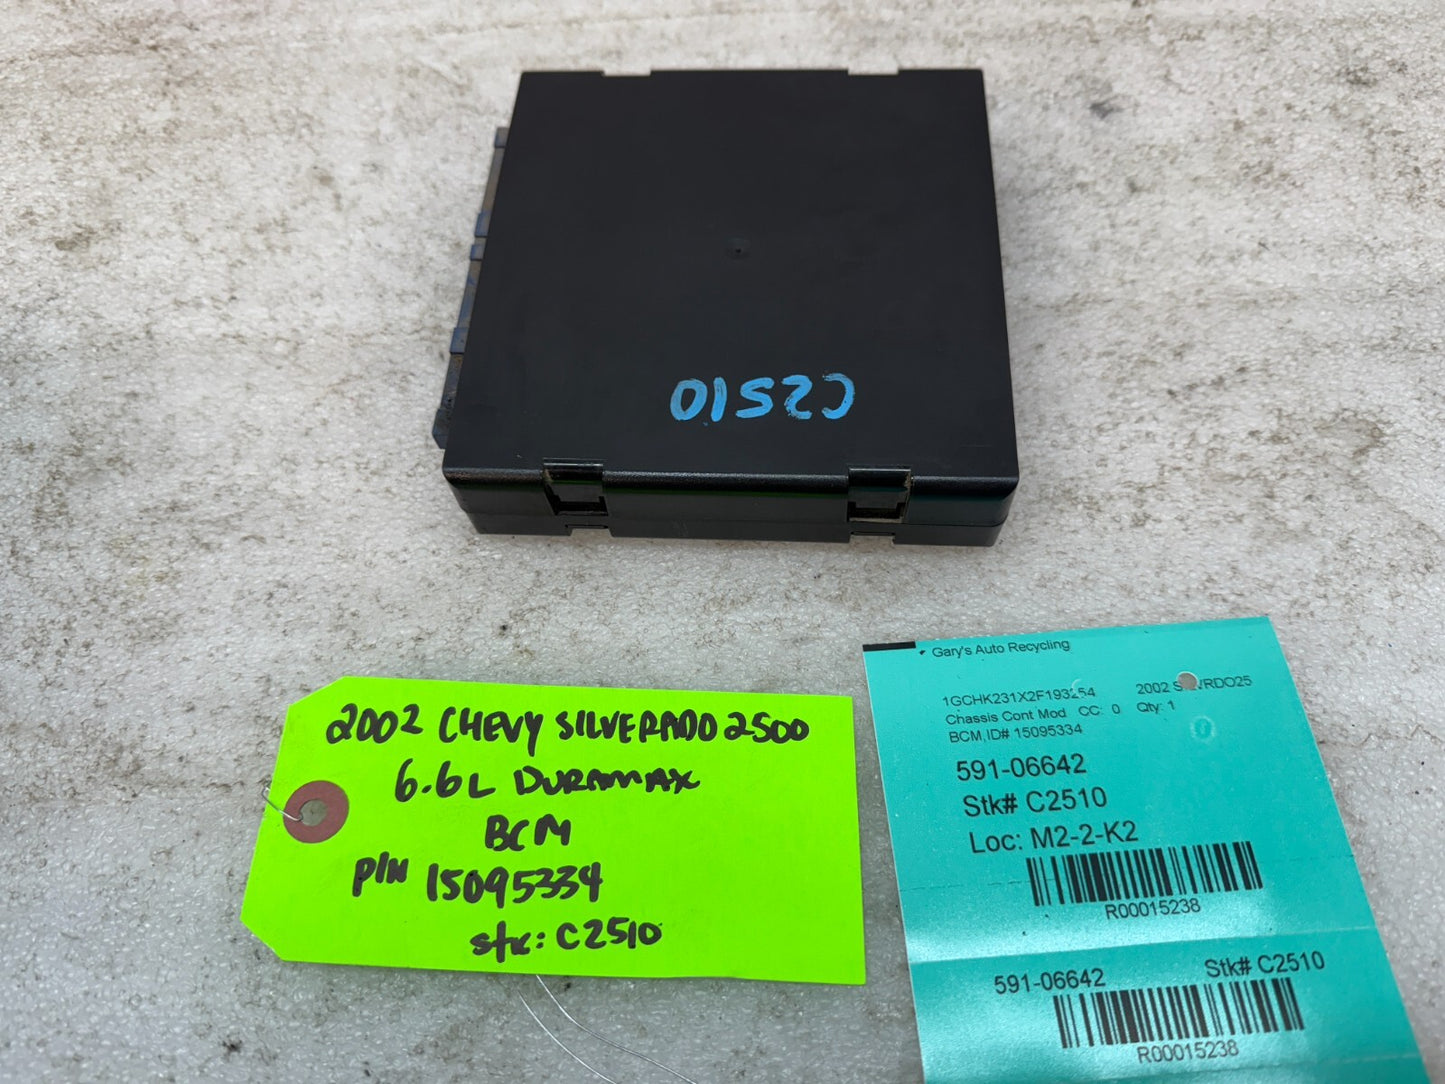 C2510
2002 CHEVY SILVERADO 2500
6.6L DURAMAX
BCM
P/N 15095334
stk: C2510
Gary's Auto Recycling
1GCHK231X2F193254 2002 
Chassis Cont Mod CC: 0 Qty: 1
BCM,ID# 15095334
591-06642
Stk# C2510
Loc: M2-2-K2
R00015238
591-06642 Stk# C2510
R00015238